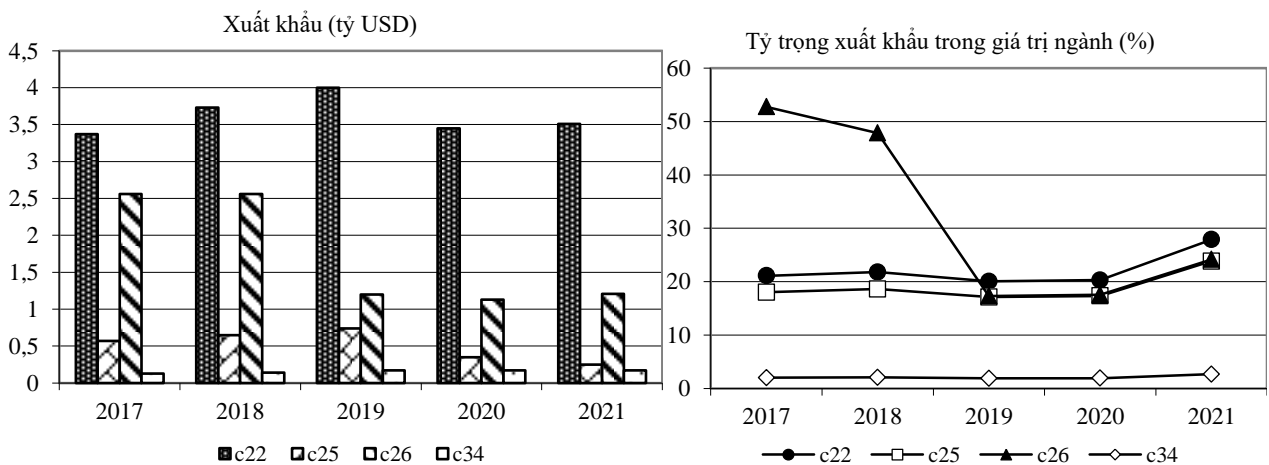 Xuất khẩu (tỷ USD)
4,5
4
3,5
3
2,5
2
1,5
1
0,5
0
2017 2018 2019 2020 2021
c22 c25 c26 c34
Tỷ trọng xuất khẩu trong giá trị ngành (%)
60
50
40
30
20
10
0
2017 2018 2019 2020 2021
c22 c25 c26 c34